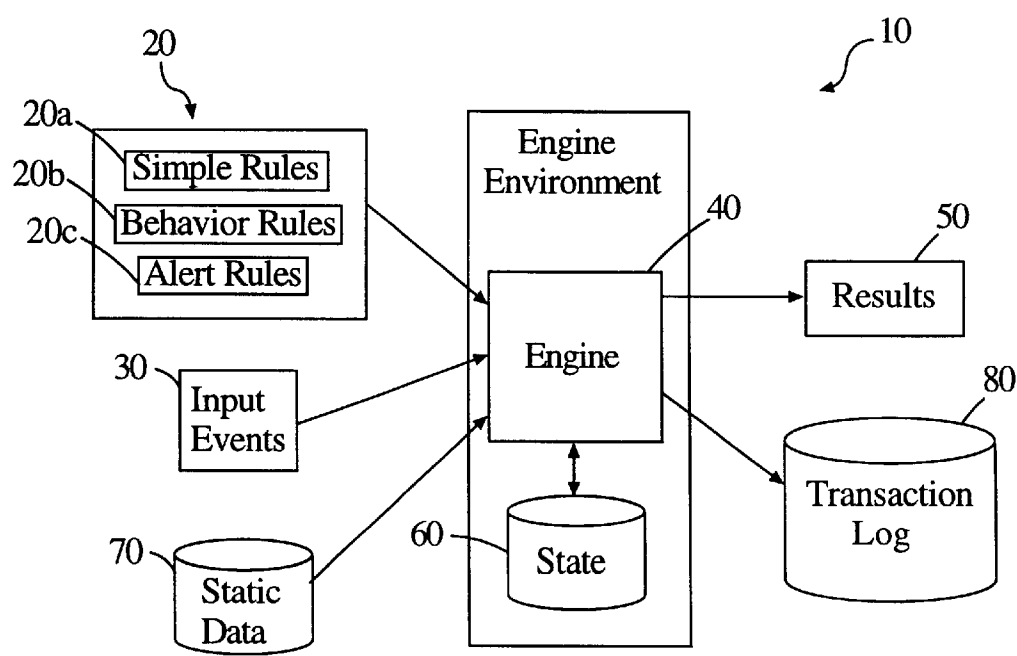 10
20
20a
Simple Rules
20b
Behavior Rules
20c
Alert Rules
Engine
Environment
40
50
Results
Engine
30
Input
Events
80
Transaction
Log
60
State
70
Static
Data